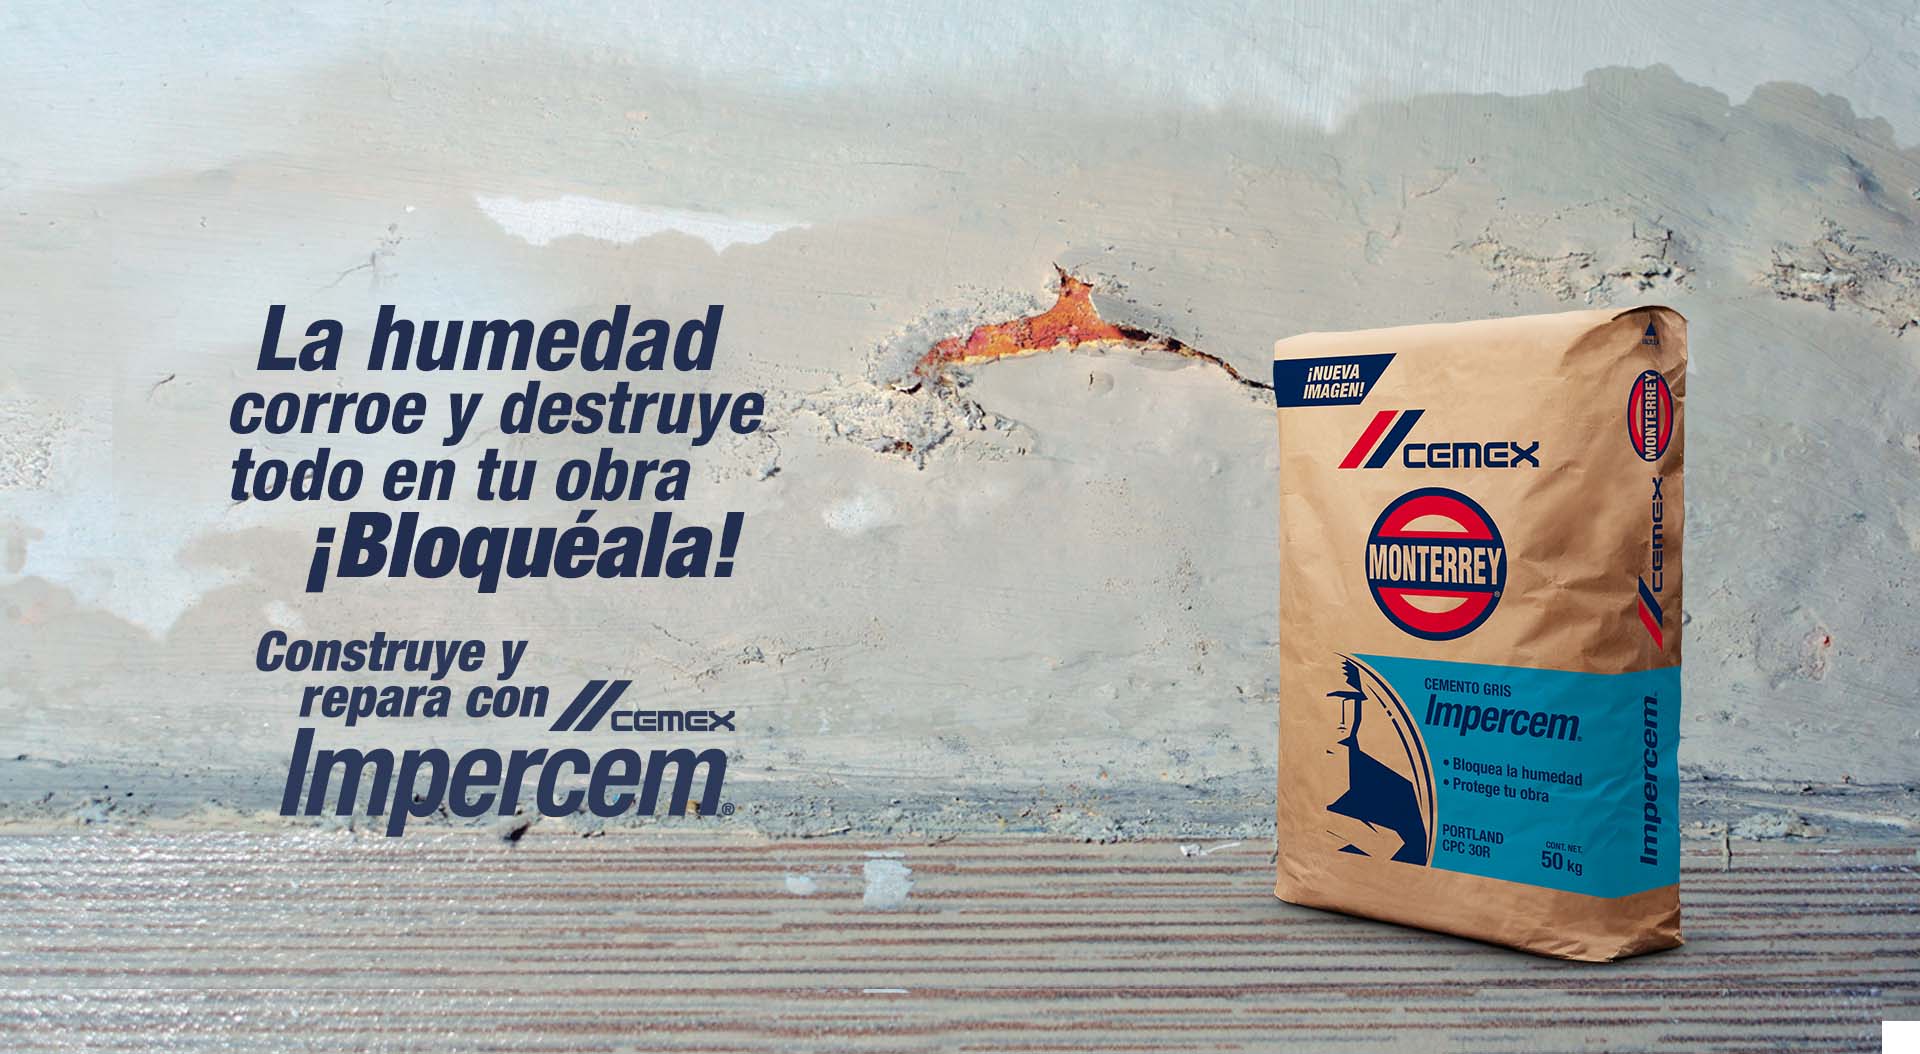 La humedad
corroe y destruye
todo en tu obra
¡Bloquéala!
Construye y
repara con CEMEX
Impercem®
¡NUEVA
IMAGEN!
CEMEX
MONTERREY®
CEMENTO GRIS
Impercem®
• Bloquea la humedad
• Protege tu obra
PORTLAND
CPC 30R
CONT. NET.
50 kg
MONTERREY
CEMEX
Impercem